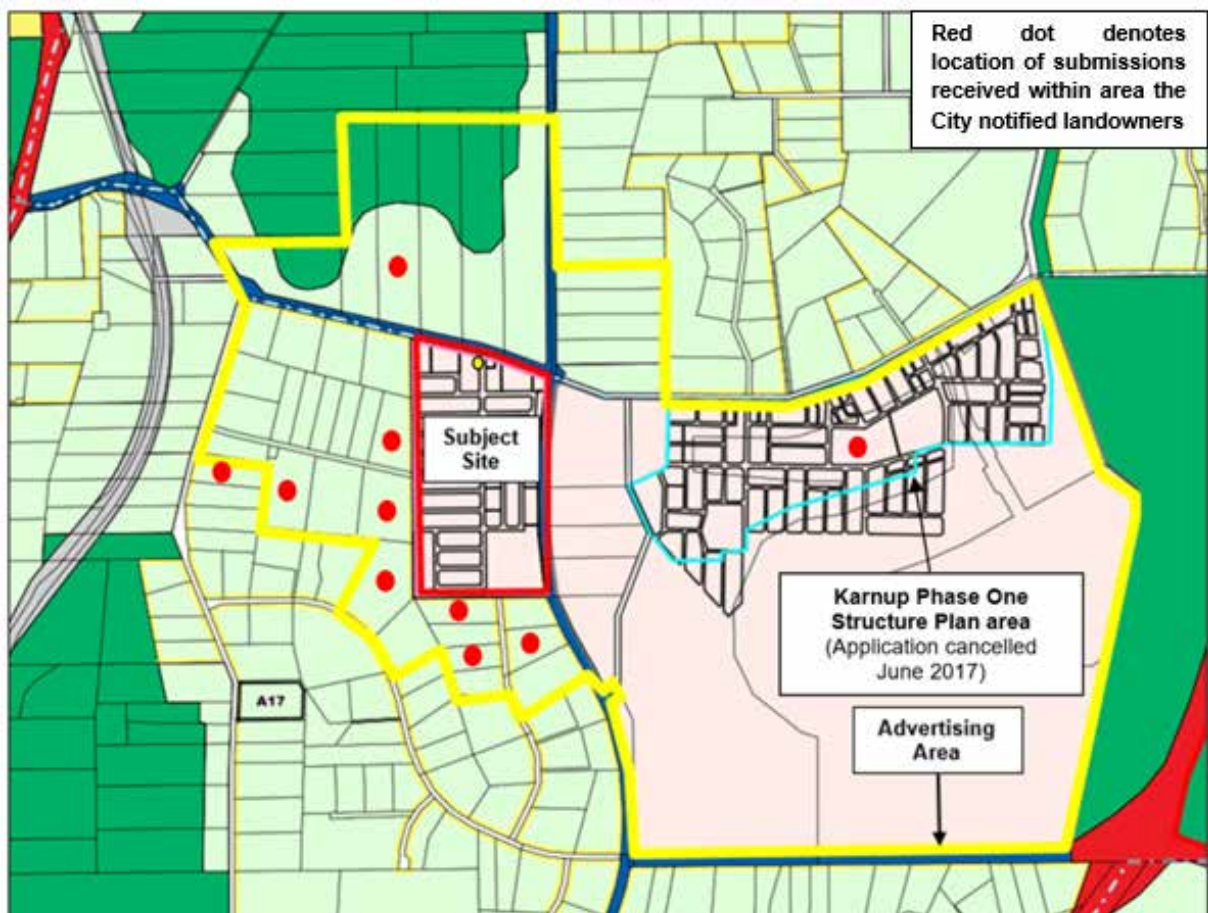 Red dot denotes
location of submissions
received within area the
City notified landowners
Subject
Site
Karnup Phase One
Structure Plan area
(Application cancelled
June 2017)
A17
Advertising
Area